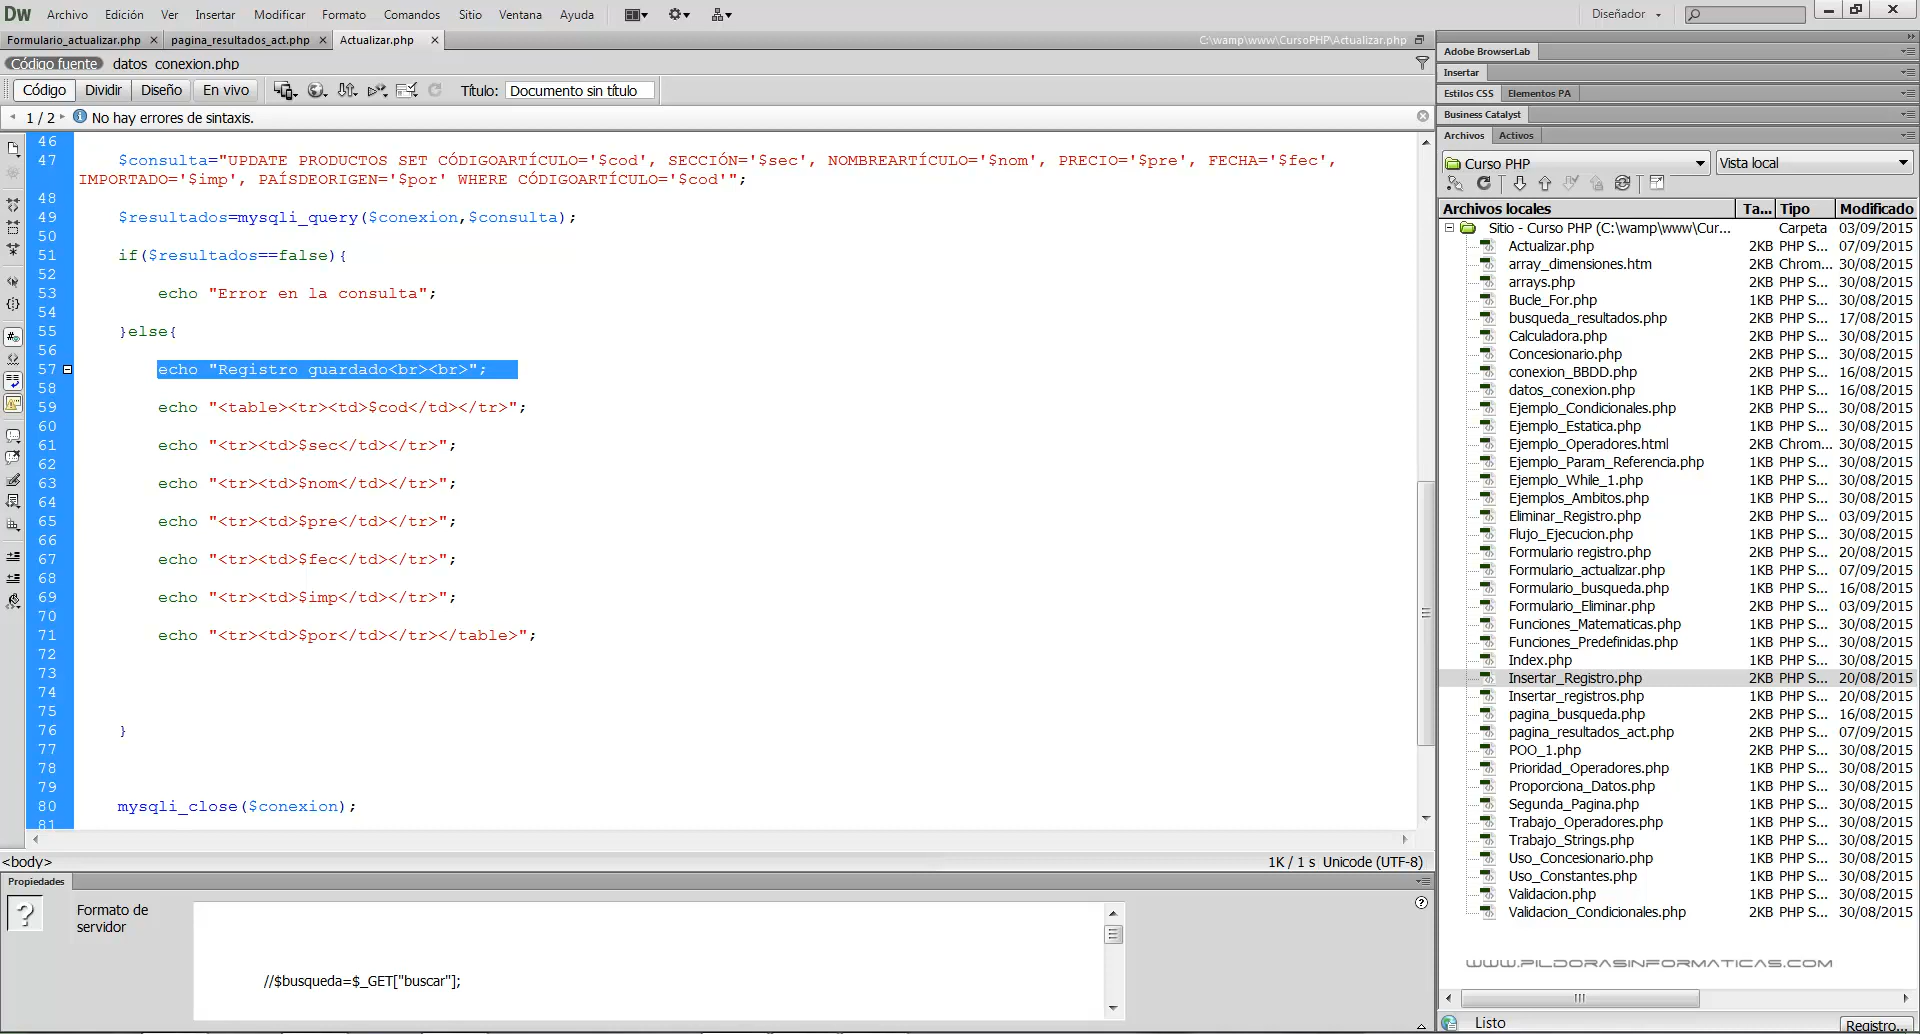 Dw Archivo Edición Ver Insertar Modificar Formato Comandos Sitio Ventana Ayuda Diseñador
Formulario_actualizar.php pagina_resultados_act.php Actualizar.php C:\wamp\www\CursoPHP\Actualizar.php
Código fuente datos_conexion.php
Código Dividir Diseño En vivo Título: Documento sin título
1 / 2 No hay errores de sintaxis.
46
47 $consulta="UPDATE PRODUCTOS SET CÓDIGOARTÍCULO='$cod', SECCIÓN='$sec', NOMBREARTÍCULO='$nom', PRECIO='$pre', FECHA='$fec',
IMPORTADO='$imp', PAÍSDEORIGEN='$por' WHERE CÓDIGOARTÍCULO='$cod'";
48
49 $resultados=mysqli_query($conexion,$consulta);
50
51 if($resultados==false){
52
53 echo "Error en la consulta";
54
55 }else{
56
57 echo "Registro guardado<br><br>";
58
59 echo "<table><tr><td>$cod</td></tr>";
60
61 echo "<tr><td>$sec</td></tr>";
62
63 echo "<tr><td>$nom</td></tr>";
64
65 echo "<tr><td>$pre</td></tr>";
66
67 echo "<tr><td>$fec</td></tr>";
68
69 echo "<tr><td>$imp</td></tr>";
70
71 echo "<tr><td>$por</td></tr></table>";
72
73
74
75
76 }
77
78
79
80 mysqli_close($conexion);
81
<body> 1K / 1 s Unicode (UTF-8)
Propiedades
Formato de
servidor
//$busqueda=$_GET["buscar"];
Adobe BrowserLab
Insertar
Estilos CSS Elementos PA
Business Catalyst
Archivos Activos
Curso PHP Vista local
Archivos locales Ta... Tipo Modificado
Sitio - Curso PHP (C:\wamp\www\Cur... Carpeta 03/09/2015
Actualizar.php 2KB PHP S... 07/09/2015
array_dimensiones.htm 2KB Chrom... 30/08/2015
arrays.php 2KB PHP S... 30/08/2015
Bucle_For.php 1KB PHP S... 30/08/2015
busqueda_resultados.php 2KB PHP S... 17/08/2015
Calculadora.php 2KB PHP S... 30/08/2015
Concesionario.php 2KB PHP S... 30/08/2015
conexion_BBDD.php 2KB PHP S... 16/08/2015
datos_conexion.php 1KB PHP S... 16/08/2015
Ejemplo_Condicionales.php 2KB PHP S... 30/08/2015
Ejemplo_Estatica.php 1KB PHP S... 30/08/2015
Ejemplo_Operadores.html 2KB Chrom... 30/08/2015
Ejemplo_Param_Referencia.php 1KB PHP S... 30/08/2015
Ejemplo_While_1.php 1KB PHP S... 30/08/2015
Ejemplos_Ambitos.php 1KB PHP S... 30/08/2015
Eliminar_Registro.php 2KB PHP S... 03/09/2015
Flujo_Ejecucion.php 1KB PHP S... 30/08/2015
Formulario registro.php 2KB PHP S... 20/08/2015
Formulario_actualizar.php 1KB PHP S... 07/09/2015
Formulario_busqueda.php 1KB PHP S... 16/08/2015
Formulario_Eliminar.php 2KB PHP S... 03/09/2015
Funciones_Matematicas.php 1KB PHP S... 30/08/2015
Funciones_Predefinidas.php 1KB PHP S... 30/08/2015
Index.php 1KB PHP S... 30/08/2015
Insertar_Registro.php 2KB PHP S... 20/08/2015
Insertar_registros.php 1KB PHP S... 20/08/2015
pagina_busqueda.php 2KB PHP S... 16/08/2015
pagina_resultados_act.php 2KB PHP S... 07/09/2015
POO_1.php 2KB PHP S... 30/08/2015
Prioridad_Operadores.php 1KB PHP S... 30/08/2015
Proporciona_Datos.php 1KB PHP S... 30/08/2015
Segunda_Pagina.php 1KB PHP S... 30/08/2015
Trabajo_Operadores.php 1KB PHP S... 30/08/2015
Trabajo_Strings.php 1KB PHP S... 30/08/2015
Uso_Concesionario.php 1KB PHP S... 30/08/2015
Uso_Constantes.php 1KB PHP S... 30/08/2015
Validacion.php 1KB PHP S... 30/08/2015
Validacion_Condicionales.php 2KB PHP S... 30/08/2015
WWW.PILDORASINFORMATICAS.COM
Listo Registro...